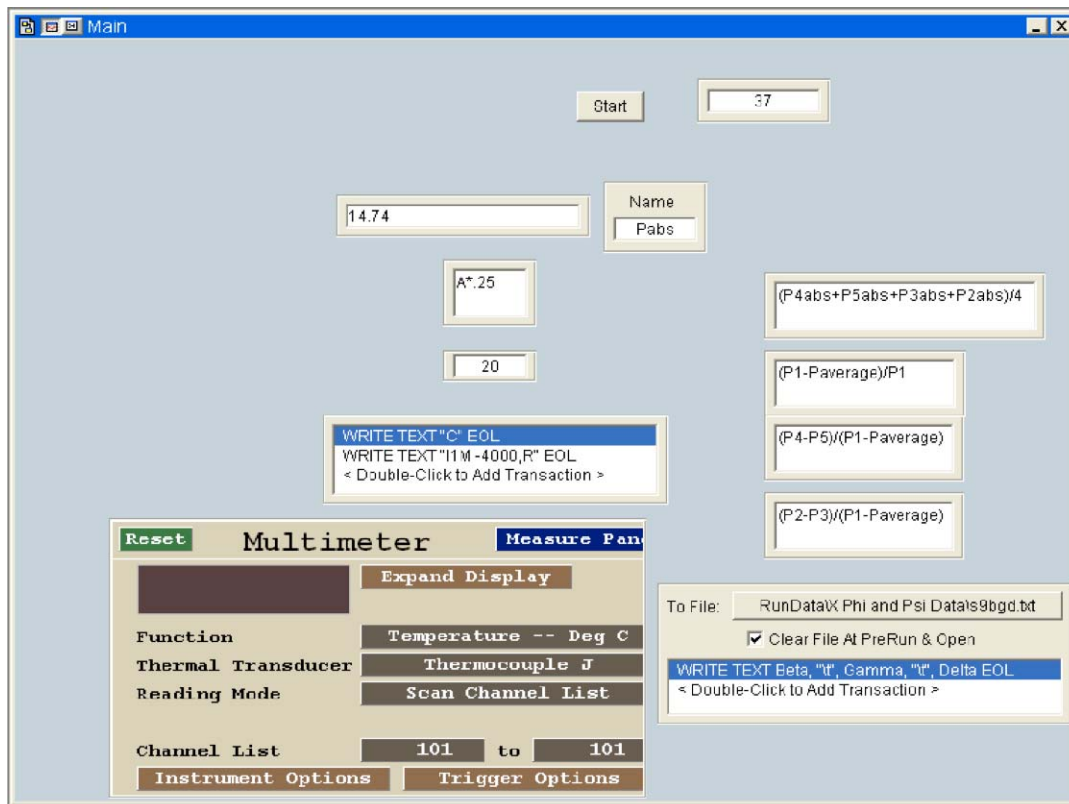 Main
Start
37
14.74
Name
Pabs
A*.25
(P4abs+P5abs+P3abs+P2abs)/4
20
(P1-Paverage)/P1
WRITE TEXT "C" EOL
WRITE TEXT "I1M -4000,R" EOL
< Double-Click to Add Transaction >
(P4-P5)/(P1-Paverage)
(P2-P3)/(P1-Paverage)
Reset Multimeter Measure Pan
Expand Display
Function Temperature -- Deg C
Thermal Transducer Thermocouple J
Reading Mode Scan Channel List
Channel List 101 to 101
Instrument Options Trigger Options
To File: RunData\X Phi and Psi Data\s9bgd.txt
Clear File At PreRun & Open
WRITE TEXT Beta, "\t", Gamma, "\t", Delta EOL
< Double-Click to Add Transaction >